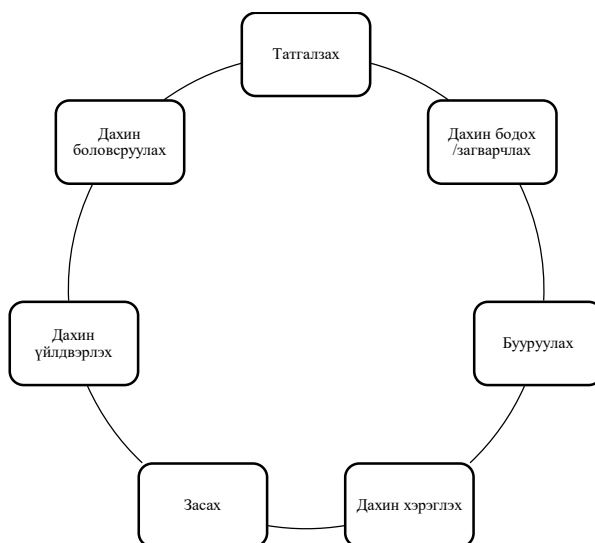 Татгалзах
Дахин бодох
/загварчлах
Бууруулах
Дахин хэрэглэх
Засах
Дахин
үйлдвэрлэх
Дахин
боловсруулах